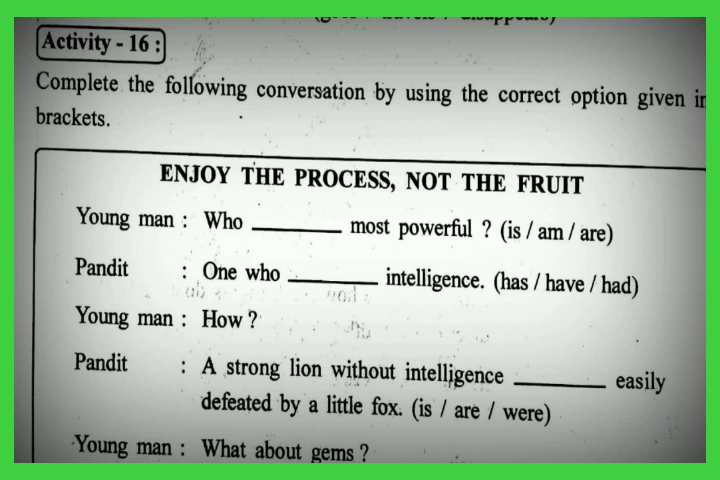 Activity - 16 :
Complete the following conversation by using the correct option given in
brackets.
ENJOY THE PROCESS, NOT THE FRUIT
Young man : Who ________ most powerful ? (is / am / are)
Pandit : One who ________ intelligence. (has / have / had)
Young man : How ?
Pandit : A strong lion without intelligence ________ easily
defeated by a little fox. (is / are / were)
Young man : What about gems ?